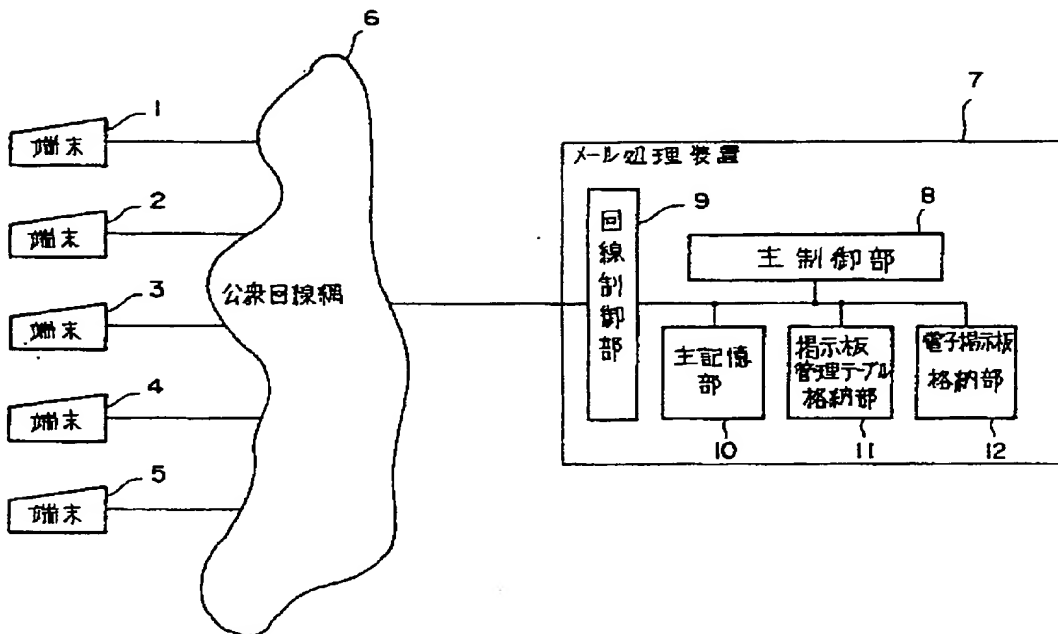 6
1
端末
2
端末
3
端末
4
端末
5
端末
公衆回線網
7
メール処理装置
9
回線制御部
8
主制御部
主記憶
部
10
掲示板
管理テーブル
格納部
11
電子掲示板
格納部
12